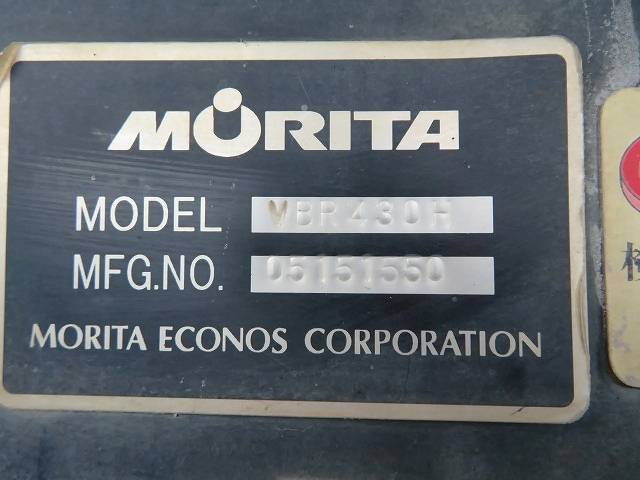 MORITA
MODEL VBR430H
MFG.NO. 05151550
MORITA ECONOS CORPORATION